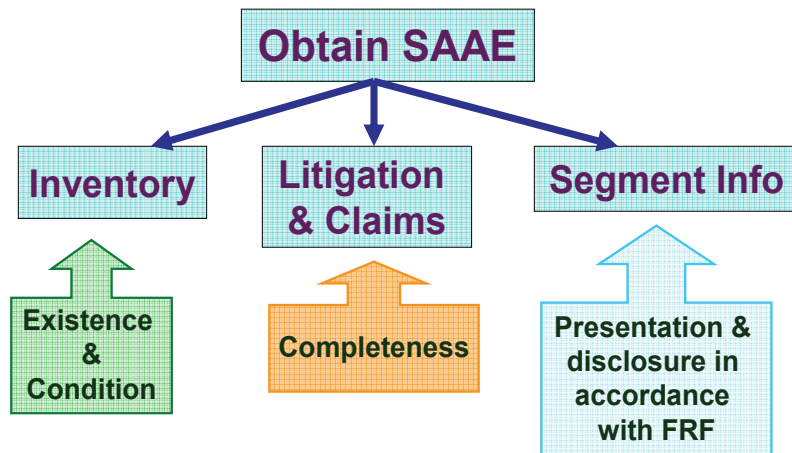 Obtain SAAE
Inventory
Litigation
& Claims
Segment Info
Existence
&
Condition
Completeness
Presentation &
disclosure in
accordance
with FRF